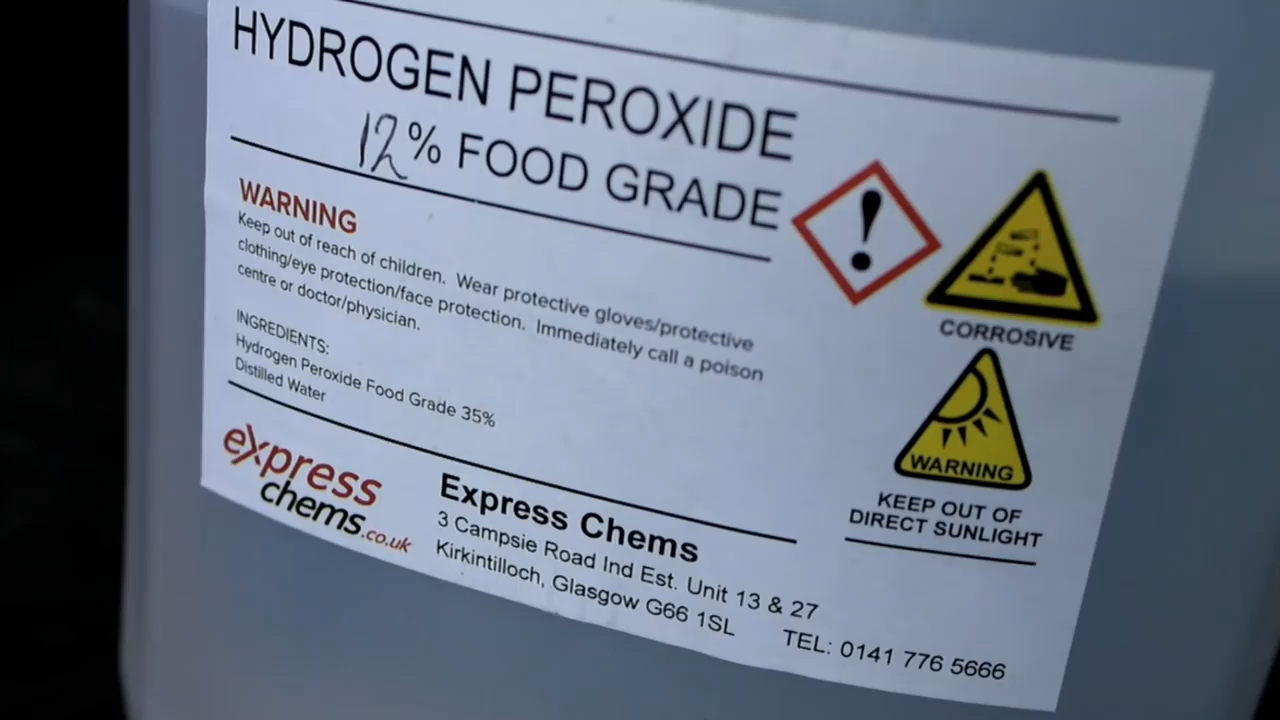 HYDROGEN PEROXIDE
12% FOOD GRADE
WARNING
Keep out of reach of children. Wear protective gloves/protective
clothing/eye protection/face protection. Immediately call a poison
centre or doctor/physician.
INGREDIENTS:
Hydrogen Peroxide Food Grade 35%
Distilled Water
CORROSIVE
WARNING
KEEP OUT OF
DIRECT SUNLIGHT
express
chems.co.uk
Express Chems
3 Campsie Road Ind Est. Unit 13 & 27
Kirkintilloch, Glasgow G66 1SL
TEL: 0141 776 5666